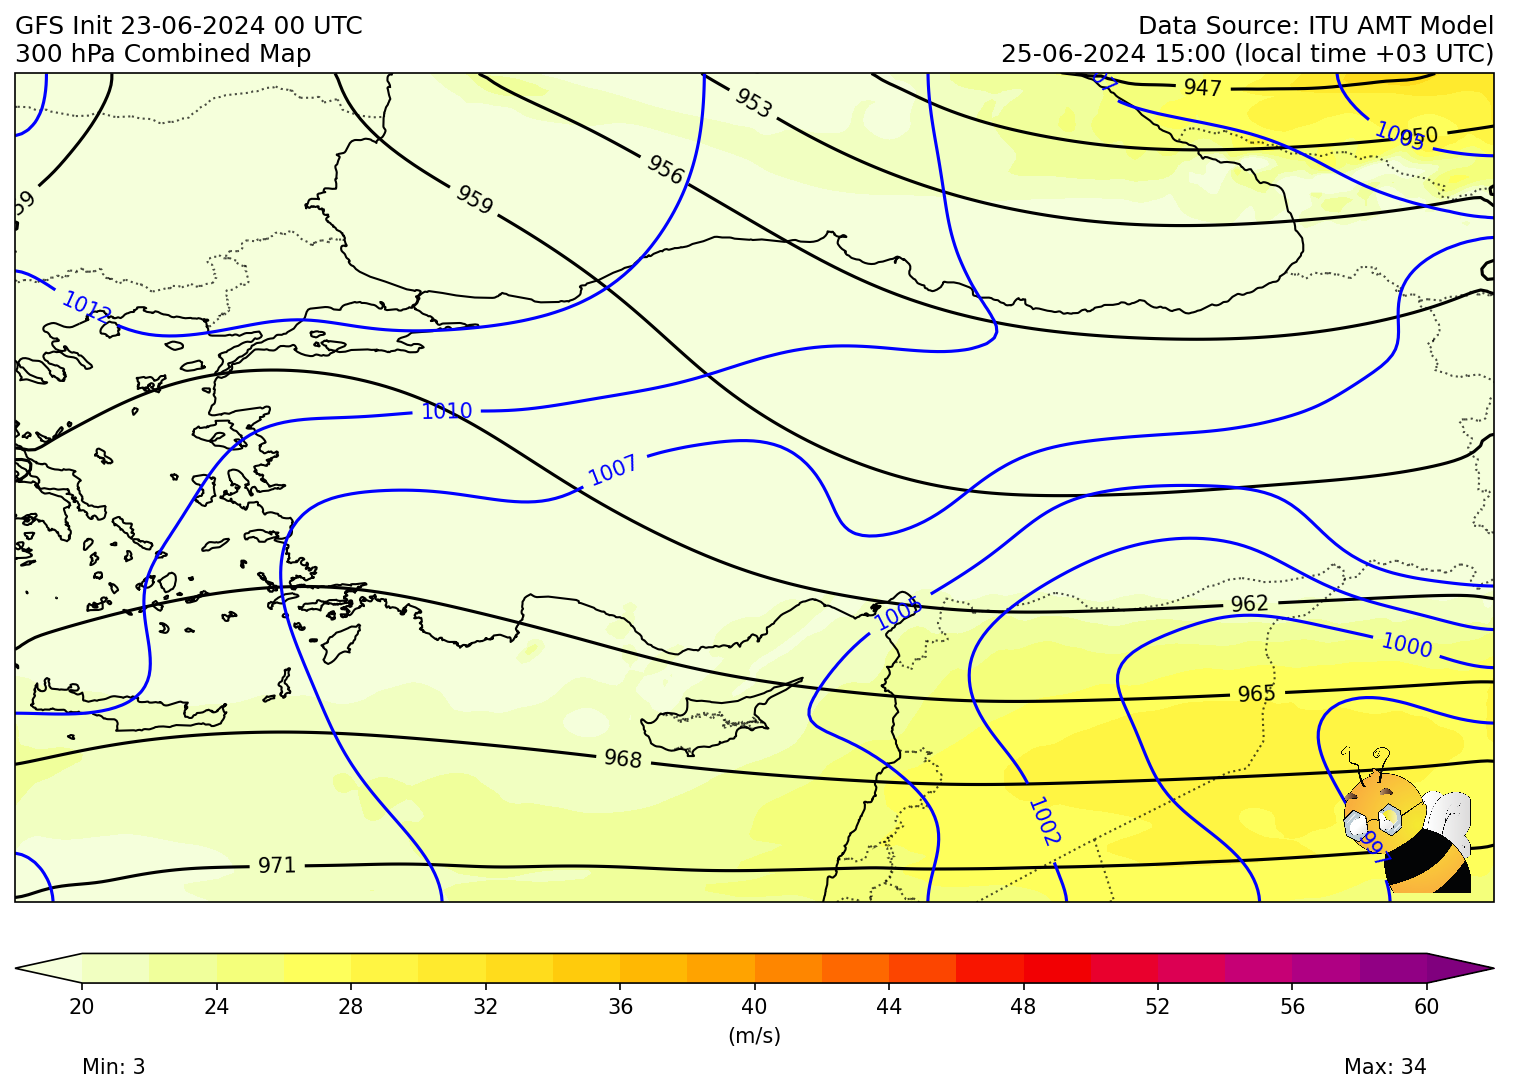 GFS Init 23-06-2024 00 UTC
Data Source: ITU AMT Model
300 hPa Combined Map
25-06-2024 15:00 (local time +03 UTC)
947
953
1005
950
956
959
1012
1010
1007
1005
962
1000
965
968
1002
997
971
20 24 28 32 36 40 44 48 52 56 60
(m/s)
Min: 3
Max: 34